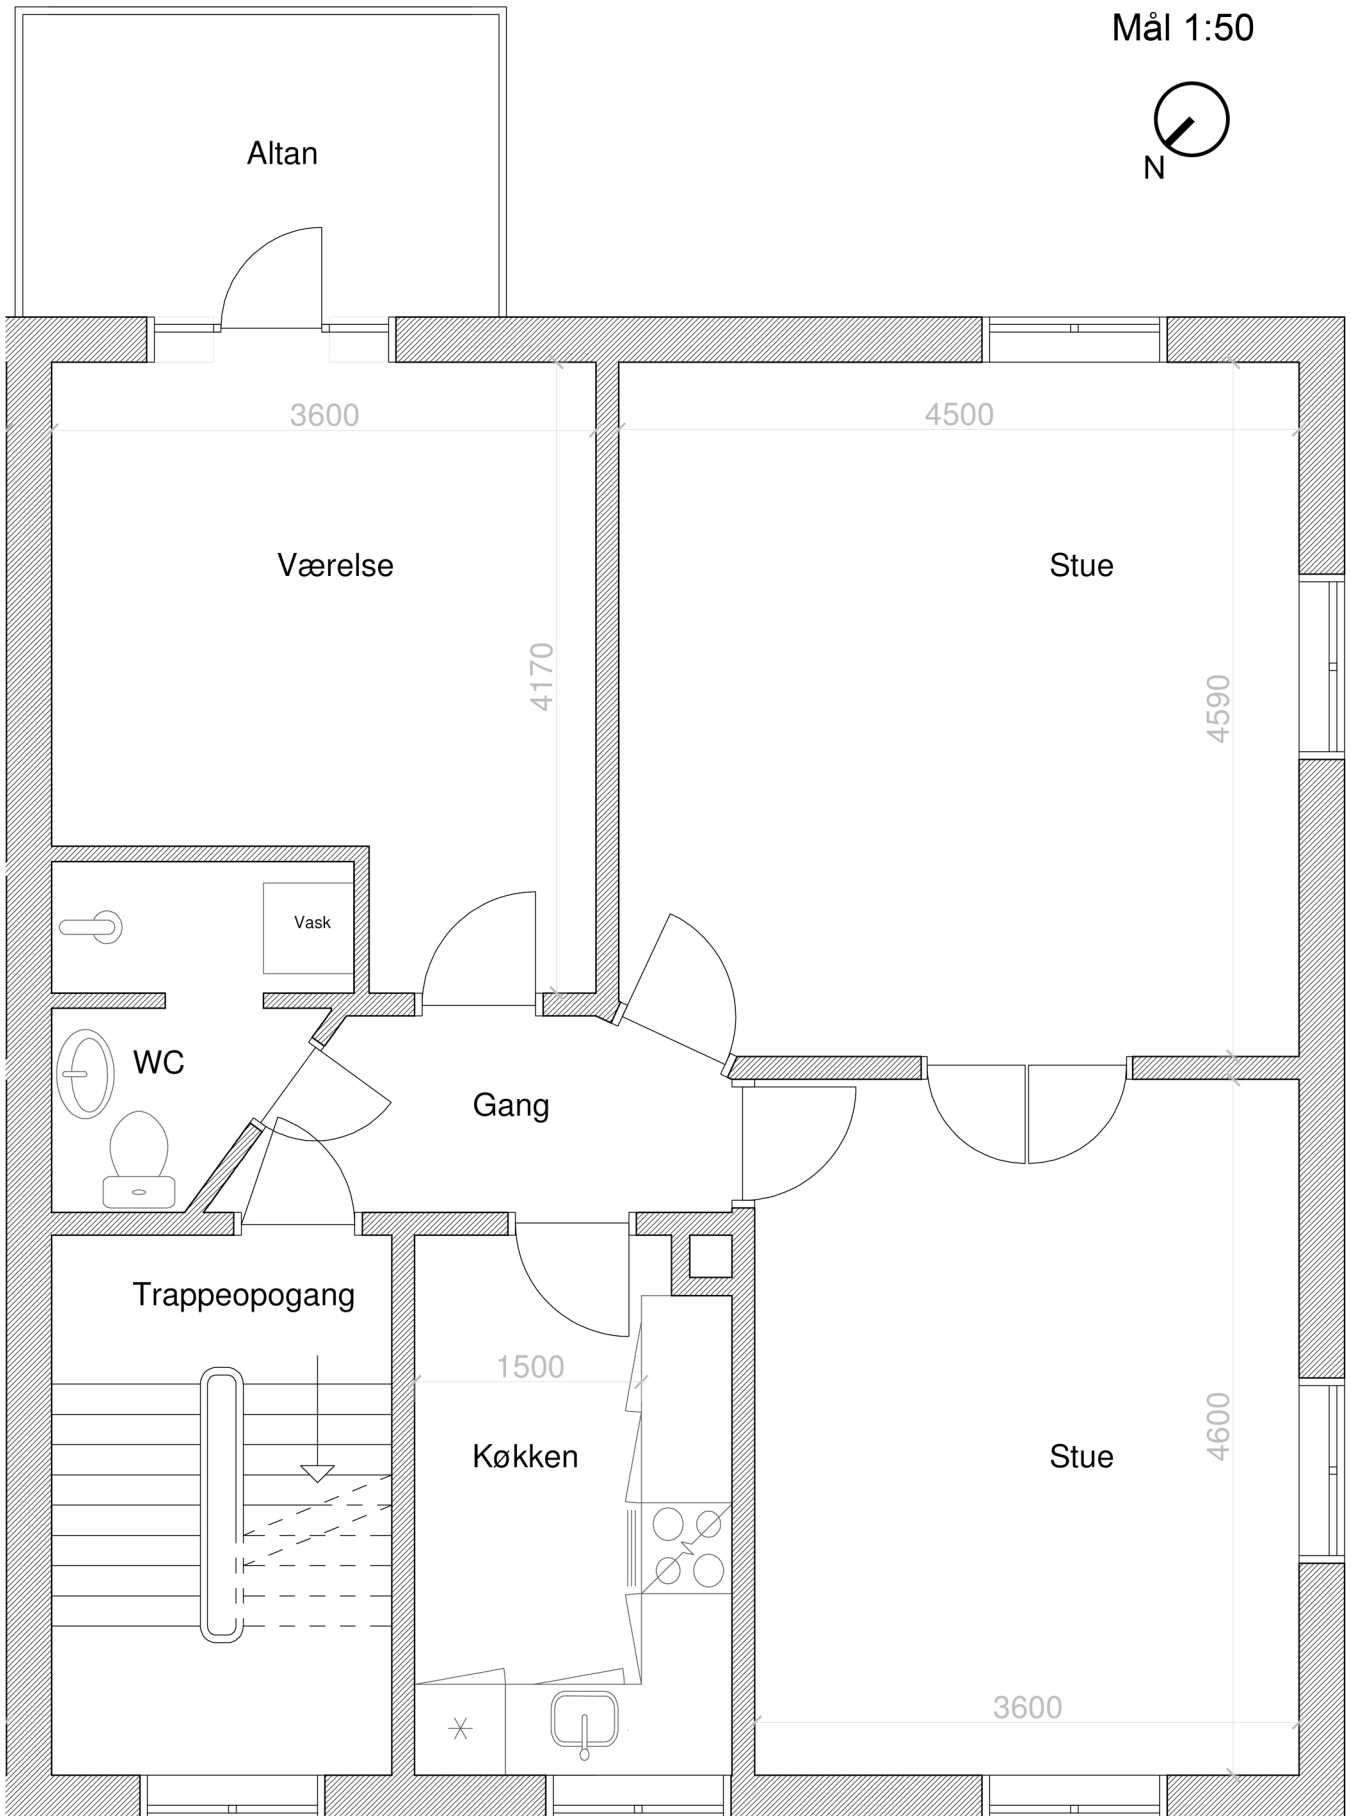 Mål 1:50
N
Altan
3600
4500
Værelse
Stue
4170
4590
Vask
WC
Gang
Trappeopogang
1500
Køkken
Stue
4600
3600